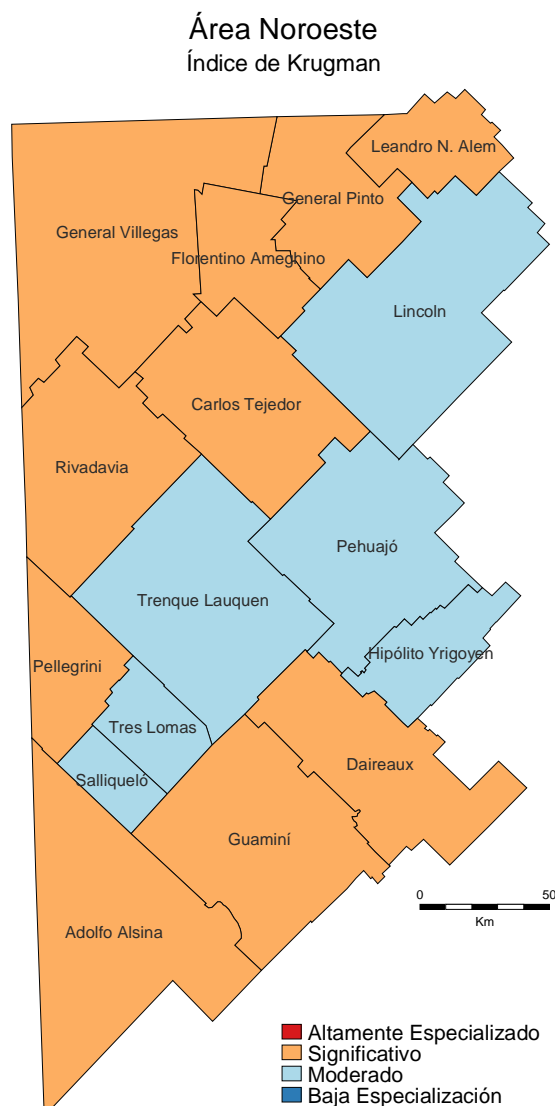 Área Noroeste
Índice de Krugman
Leandro N. Alem
General Pinto
General Villegas
Florentino Ameghino
Lincoln
Carlos Tejedor
Rivadavia
Pehuajó
Trenque Lauquen
Hipólito Yrigoyen
Pellegrini
Tres Lomas
Daireaux
Salliqueló
Guaminí
0 50
Km
Adolfo Alsina
Altamente Especializado
Significativo
Moderado
Baja Especialización